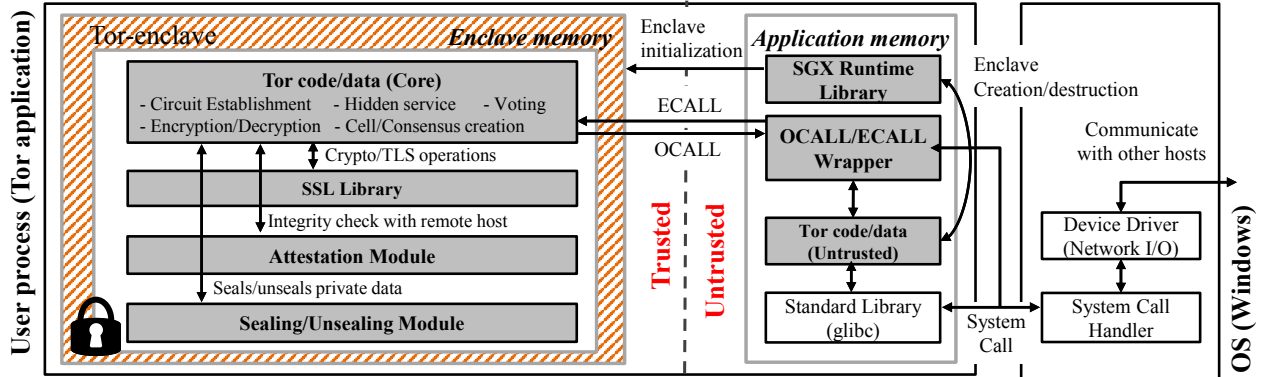 User process (Tor application)
Tor-enclave
Enclave memory
Tor code/data (Core)
- Circuit Establishment - Hidden service - Voting
- Encryption/Decryption - Cell/Consensus creation
Crypto/TLS operations
SSL Library
Integrity check with remote host
Attestation Module
Seals/unseals private data
Sealing/Unsealing Module
Enclave
initialization
ECALL
OCALL
Trusted
Untrusted
Application memory
SGX Runtime
Library
OCALL/ECALL
Wrapper
Tor code/data
(Untrusted)
Standard Library
(glibc)
Enclave
Creation/destruction
System
Call
Communicate
with other hosts
Device Driver
(Network I/O)
System Call
Handler
OS (Windows)